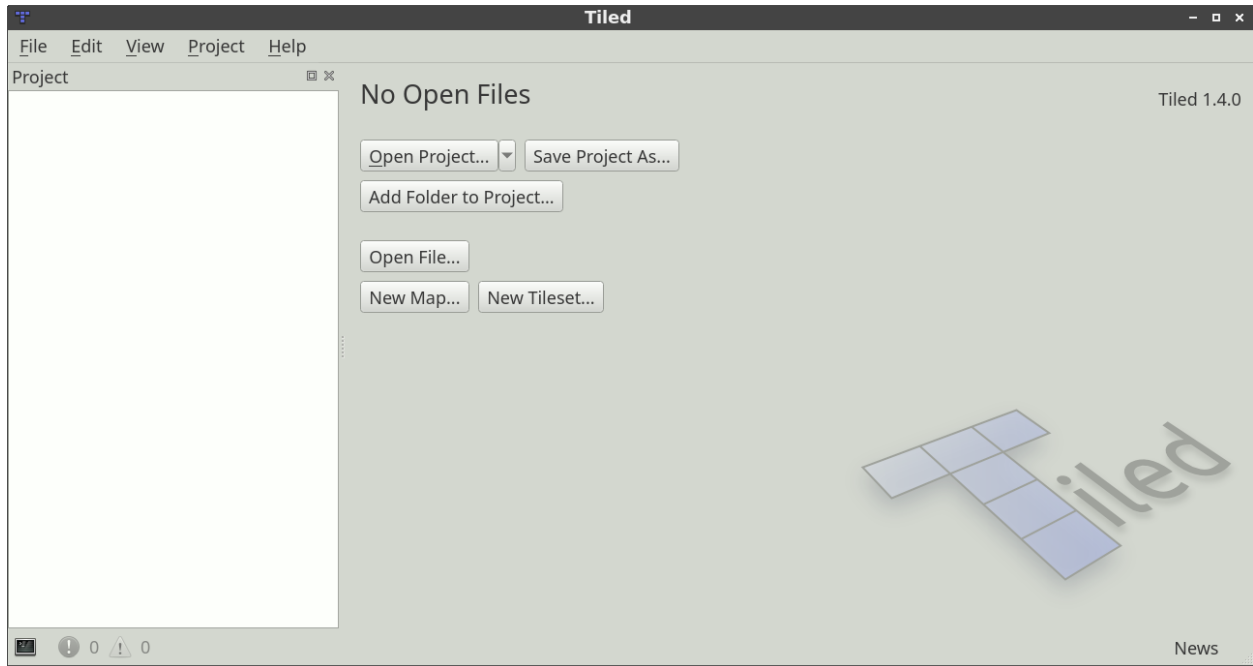 Tiled
File Edit View Project Help
Project
No Open Files
Tiled 1.4.0
Open Project... Save Project As...
Add Folder to Project...
Open File...
New Map... New Tileset...
Tiled
0 0
News